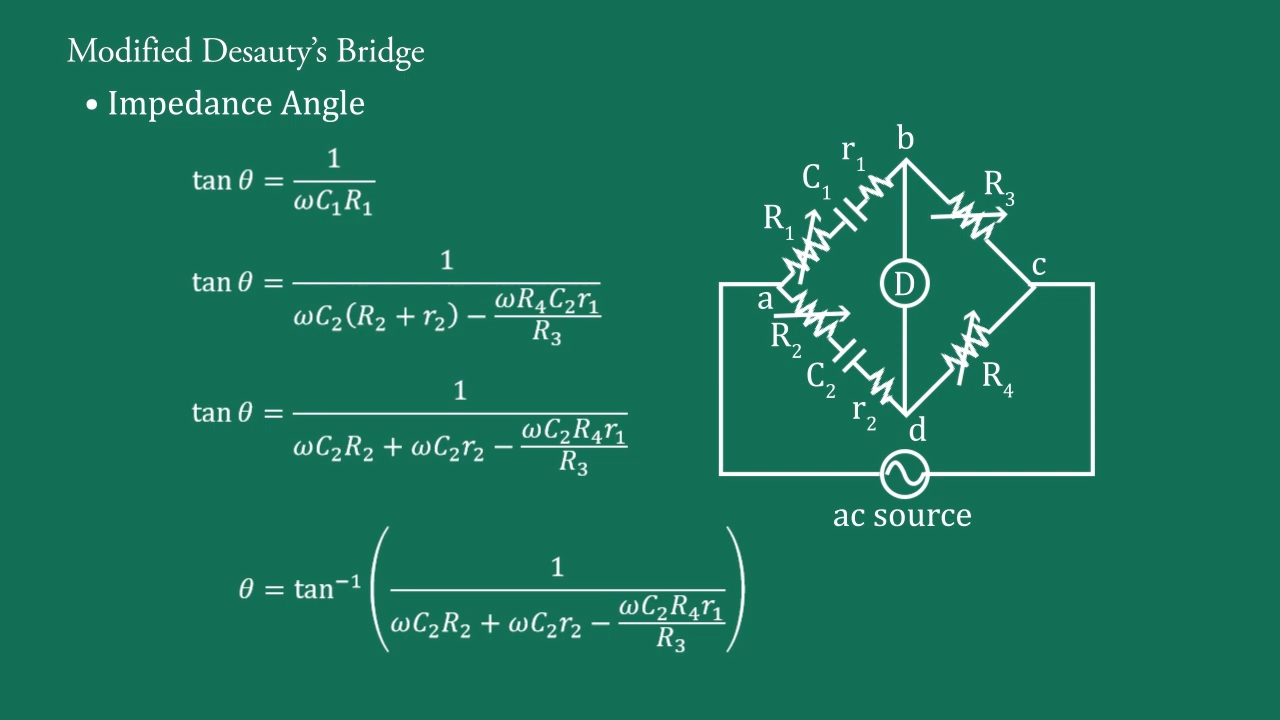 Modified Desauty's Bridge
• Impedance Angle
tan θ = 1 / ωC₁R₁
tan θ = 1 / (ωC₂(R₂ + r₂) − ωR₄C₂r₁ / R₃)
tan θ = 1 / (ωC₂R₂ + ωC₂r₂ − ωC₂R₄r₁ / R₃)
θ = tan⁻¹ (1 / (ωC₂R₂ + ωC₂r₂ − ωC₂R₄r₁ / R₃))
b
r₁
C₁
R₃
R₁
c
D
a
R₂
C₂
R₄
r₂
d
ac source